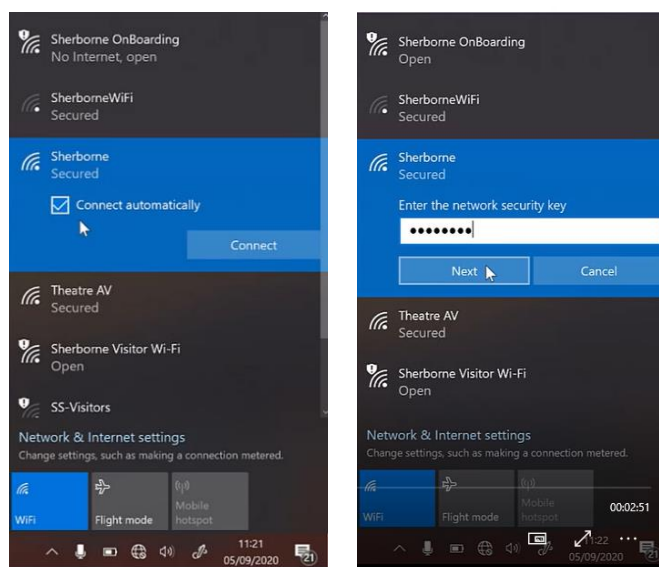 Sherborne OnBoarding
No Internet, open
SherborneWiFi
Secured
Sherborne
Secured
Connect automatically
Connect
Theatre AV
Secured
Sherborne Visitor Wi-Fi
Open
SS-Visitors
Network & Internet settings
Change settings, such as making a connection metered.
WiFi
Flight mode
Mobile
hotspot
11:21
05/09/2020
21
Sherborne OnBoarding
Open
SherborneWiFi
Secured
Sherborne
Secured
Enter the network security key
Next
Cancel
Theatre AV
Secured
Sherborne Visitor Wi-Fi
Open
Network & Internet settings
Change settings, such as making a connection metered.
WiFi
Flight mode
Mobile
hotspot
00:02:51
11:22
05/09/2020
21